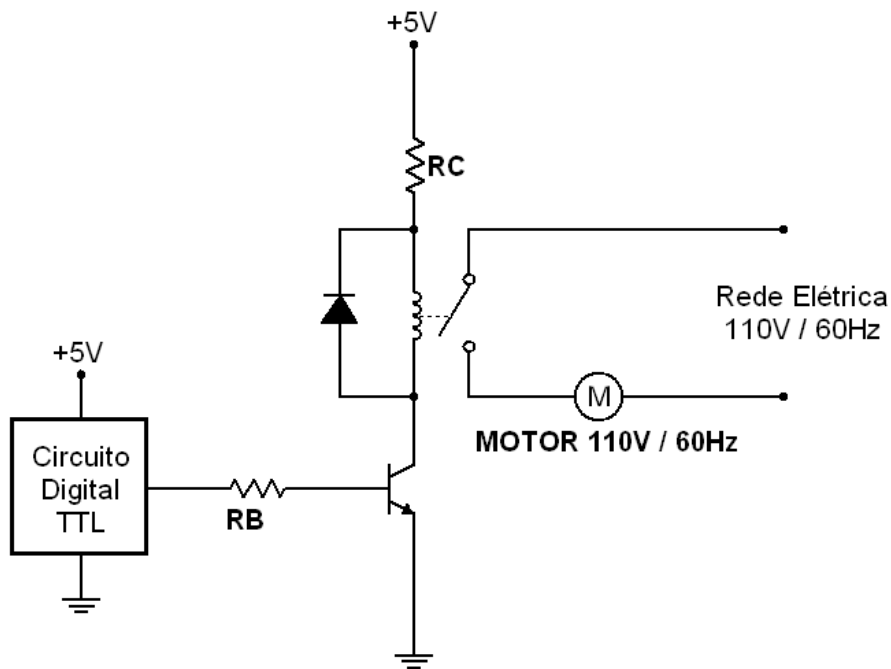 +5V
RC
Rede Elétrica
110V / 60Hz
+5V
M
MOTOR 110V / 60Hz
Circuito
Digital
TTL
RB